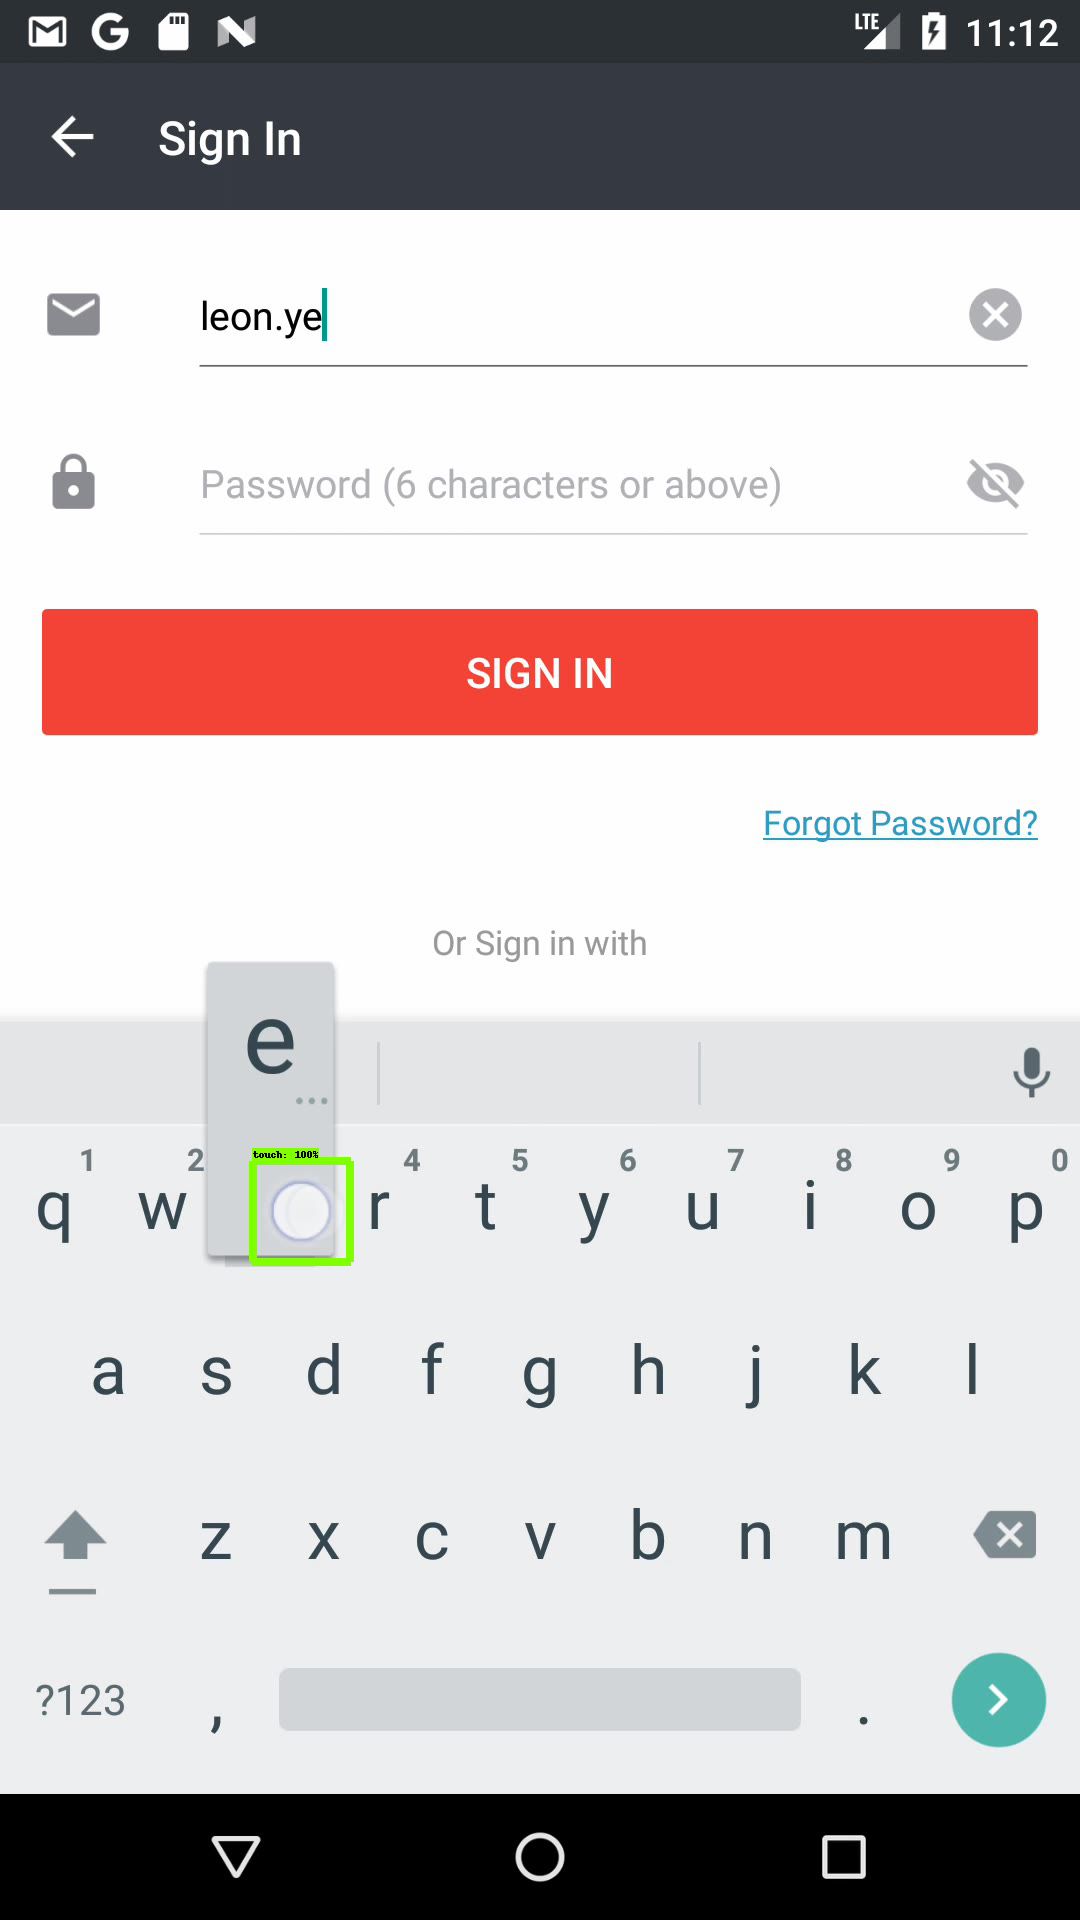 LTE 11:12
Sign In
leon.ye
Password (6 characters or above)
SIGN IN
Forgot Password?
Or Sign in with
e
...
touch: 100%
1 2 4 5 6 7 8 9 0
q w r t y u i o p
a s d f g h j k l
z x c v b n m
?123 , .